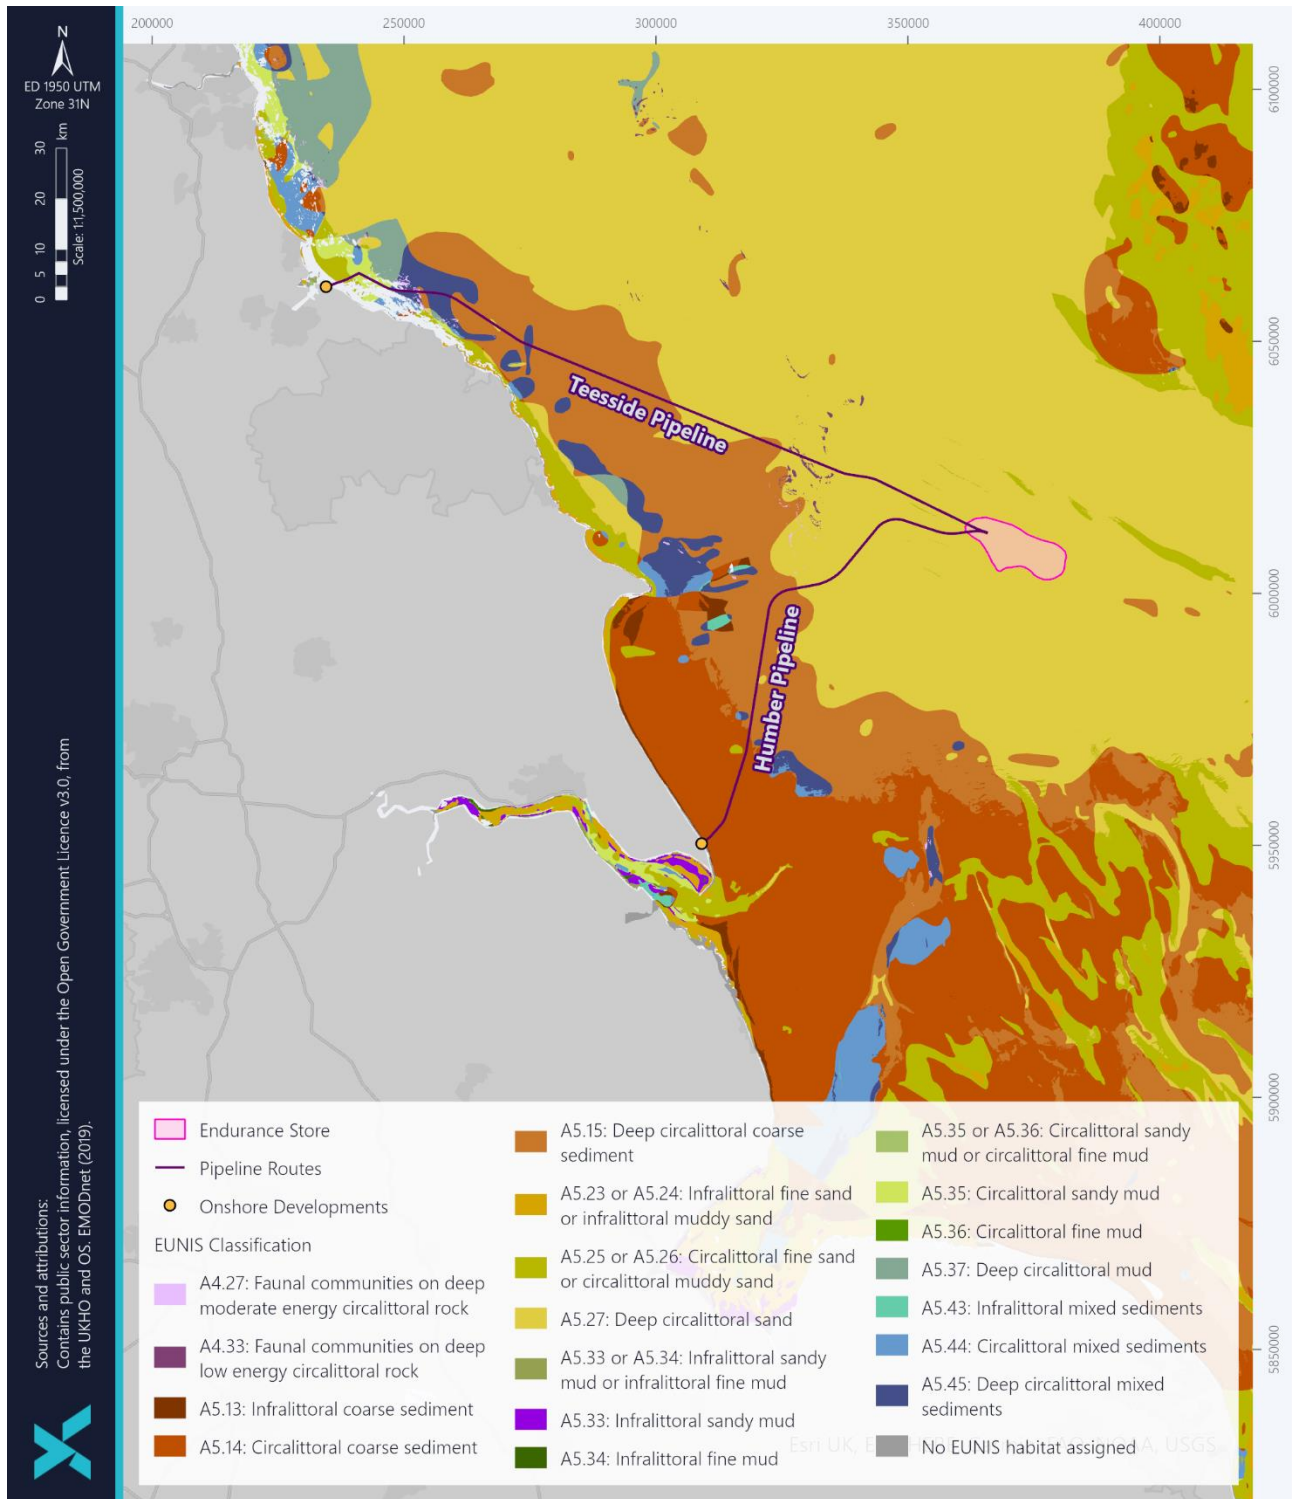 200000
250000
300000
350000
400000
N
ED 1950 UTM
Zone 31N
0 5 10 20 30
km
Scale: 1:1,500,000
6100000
6050000
6000000
5950000
5900000
5850000
Teesside Pipeline
Humber Pipeline
Sources and attributions:
Contains public sector information, licensed under the Open Government Licence v3.0, from
the UKHO and OS. EMODnet (2019).
Endurance Store
Pipeline Routes
Onshore Developments
EUNIS Classification
A4.27: Faunal communities on deep
moderate energy circalittoral rock
A4.33: Faunal communities on deep
low energy circalittoral rock
A5.13: Infralittoral coarse sediment
A5.14: Circalittoral coarse sediment
A5.15: Deep circalittoral coarse
sediment
A5.23 or A5.24: Infralittoral fine sand
or infralittoral muddy sand
A5.25 or A5.26: Circalittoral fine sand
or circalittoral muddy sand
A5.27: Deep circalittoral sand
A5.33 or A5.34: Infralittoral sandy
mud or infralittoral fine mud
A5.33: Infralittoral sandy mud
A5.34: Infralittoral fine mud
A5.35 or A5.36: Circalittoral sandy
mud or circalittoral fine mud
A5.35: Circalittoral sandy mud
A5.36: Circalittoral fine mud
A5.37: Deep circalittoral mud
A5.43: Infralittoral mixed sediments
A5.44: Circalittoral mixed sediments
A5.45: Deep circalittoral mixed
sediments
No EUNIS habitat assigned
Esri UK, USGS